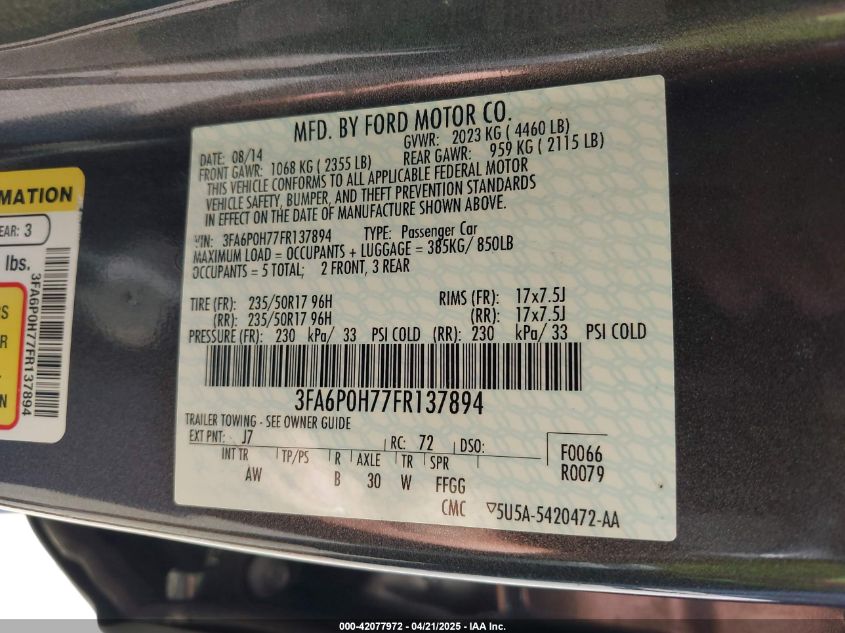 MFD. BY FORD MOTOR CO.
DATE: 08/14 GVWR: 2023 KG ( 4460 LB)
FRONT GAWR: 1068 KG ( 2355 LB) REAR GAWR: 959 KG ( 2115 LB)
THIS VEHICLE CONFORMS TO ALL APPLICABLE FEDERAL MOTOR
VEHICLE SAFETY, BUMPER, AND THEFT PREVENTION STANDARDS
IN EFFECT ON THE DATE OF MANUFACTURE SHOWN ABOVE.
VIN: 3FA6P0H77FR137894 TYPE: Passenger Car
MAXIMUM LOAD = OCCUPANTS + LUGGAGE = 385KG/ 850LB
OCCUPANTS = 5 TOTAL; 2 FRONT, 3 REAR
TIRE (FR): 235/50R17 96H RIMS (FR): 17x7.5J
(RR): 235/50R17 96H (RR): 17x7.5J
PRESSURE (FR): 230 kPa/ 33 PSI COLD (RR): 230 kPa/ 33 PSI COLD
3FA6P0H77FR137894
TRAILER TOWING - SEE OWNER GUIDE
EXT PNT: J7 RC: 72 DSO: F0066
INT TR TP/PS R AXLE TR SPR R0079
AW B 30 W FFGG
CMC 5U5A-5420472-AA
EAR: 3
lbs.
3FA6P0H77FR137894
000-42077972 - 04/21/2025 - IAA Inc.